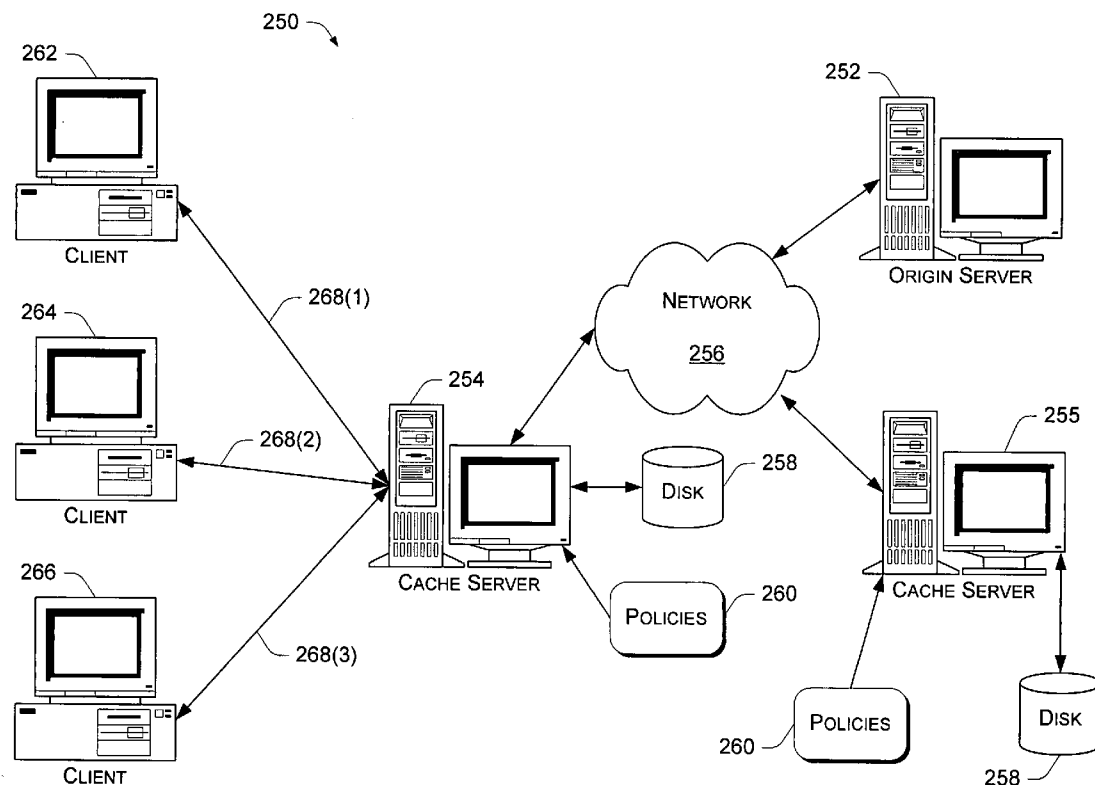 250
262
CLIENT
252
ORIGIN SERVER
268(1)
NETWORK
256
264
CLIENT
268(2)
254
CACHE SERVER
258
DISK
255
CACHE SERVER
266
CLIENT
268(3)
POLICIES
260
POLICIES
260
DISK
258